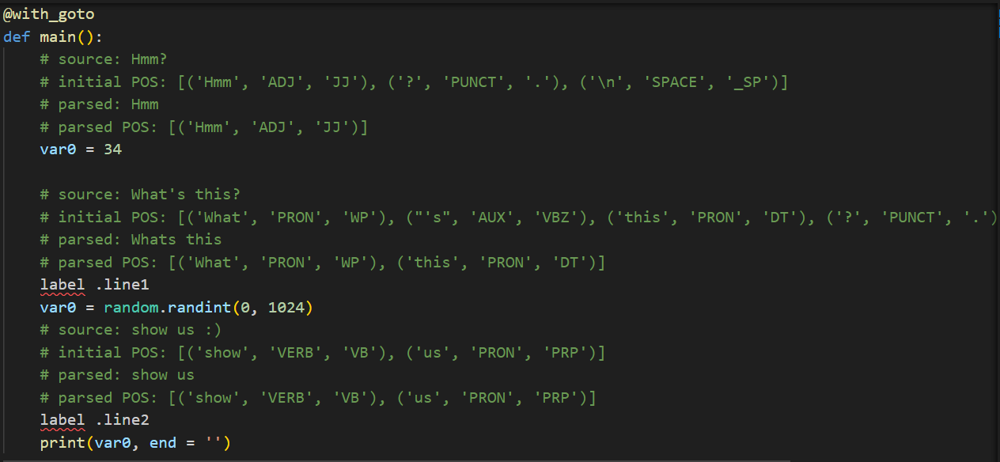 @with_goto
def main():
    # source: Hmm?
    # initial POS: [('Hmm', 'ADJ', 'JJ'), ('?', 'PUNCT', '.'), ('\n', 'SPACE', '_SP')]
    # parsed: Hmm
    # parsed POS: [('Hmm', 'ADJ', 'JJ')]
    var0 = 34
    # source: What's this?
    # initial POS: [('What', 'PRON', 'WP'), ("'s", 'AUX', 'VBZ'), ('this', 'PRON', 'DT'), ('?', 'PUNCT', '.')
    # parsed: Whats this
    # parsed POS: [('What', 'PRON', 'WP'), ('this', 'PRON', 'DT')]
    label .line1
    var0 = random.randint(0, 1024)
    # source: show us :)
    # initial POS: [('show', 'VERB', 'VB'), ('us', 'PRON', 'PRP')]
    # parsed: show us
    # parsed POS: [('show', 'VERB', 'VB'), ('us', 'PRON', 'PRP')]
    label .line2
    print(var0, end = '')